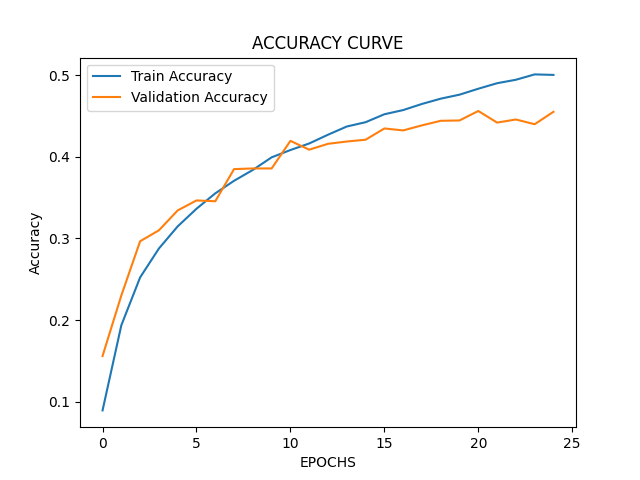 ACCURACY CURVE
Train Accuracy
Validation Accuracy
Accuracy
0.5
0.4
0.3
0.2
0.1
0 5 10 15 20 25
EPOCHS